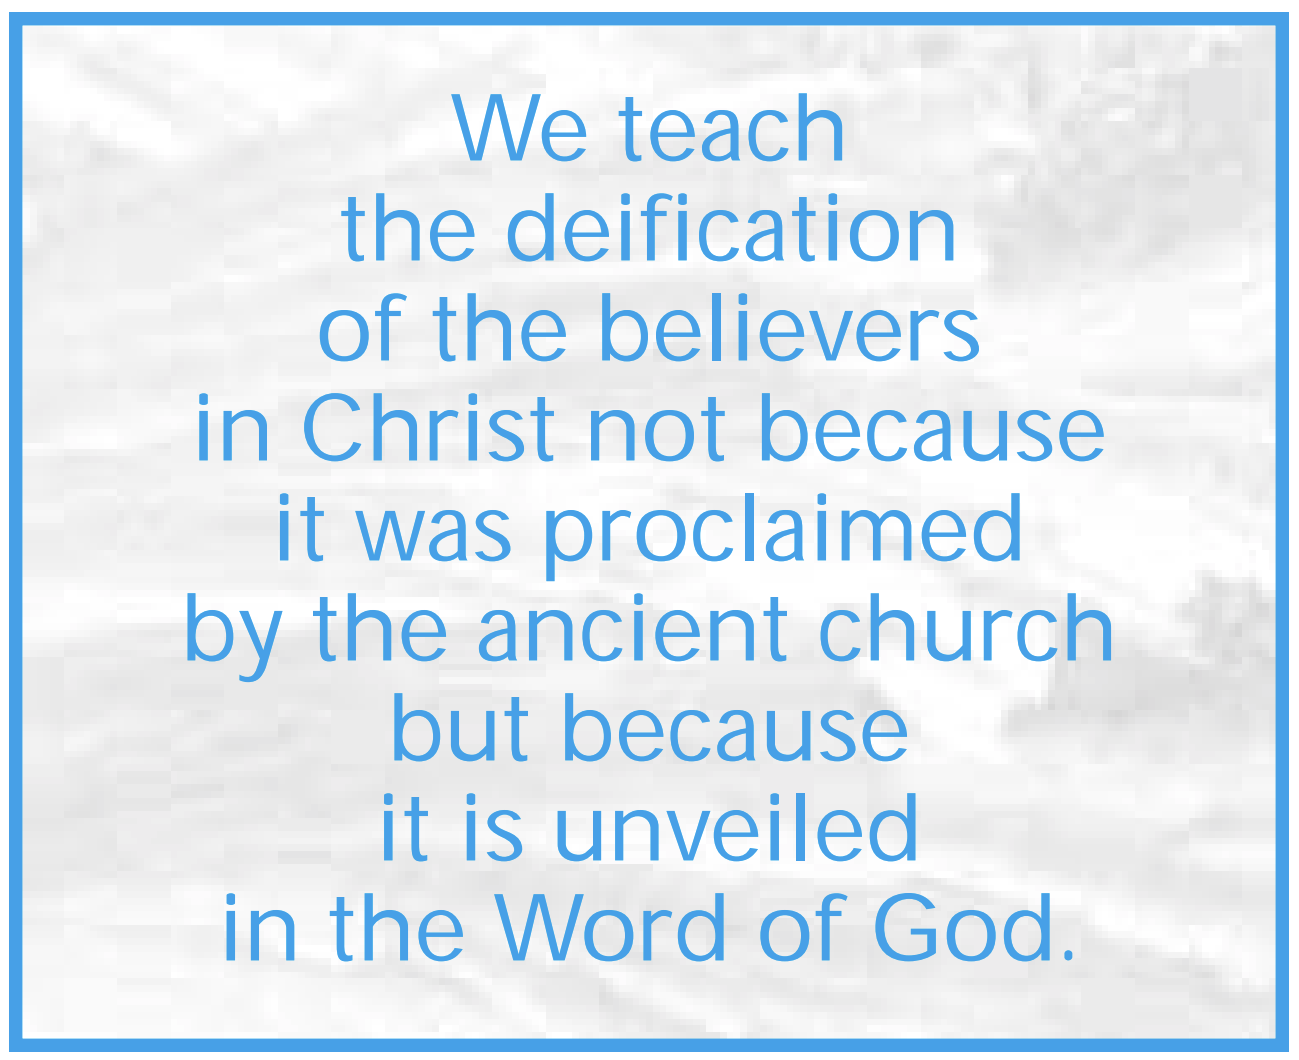 We teach
the deification
of the believers
in Christ not because
it was proclaimed
by the ancient church
but because
it is unveiled
in the Word of God.